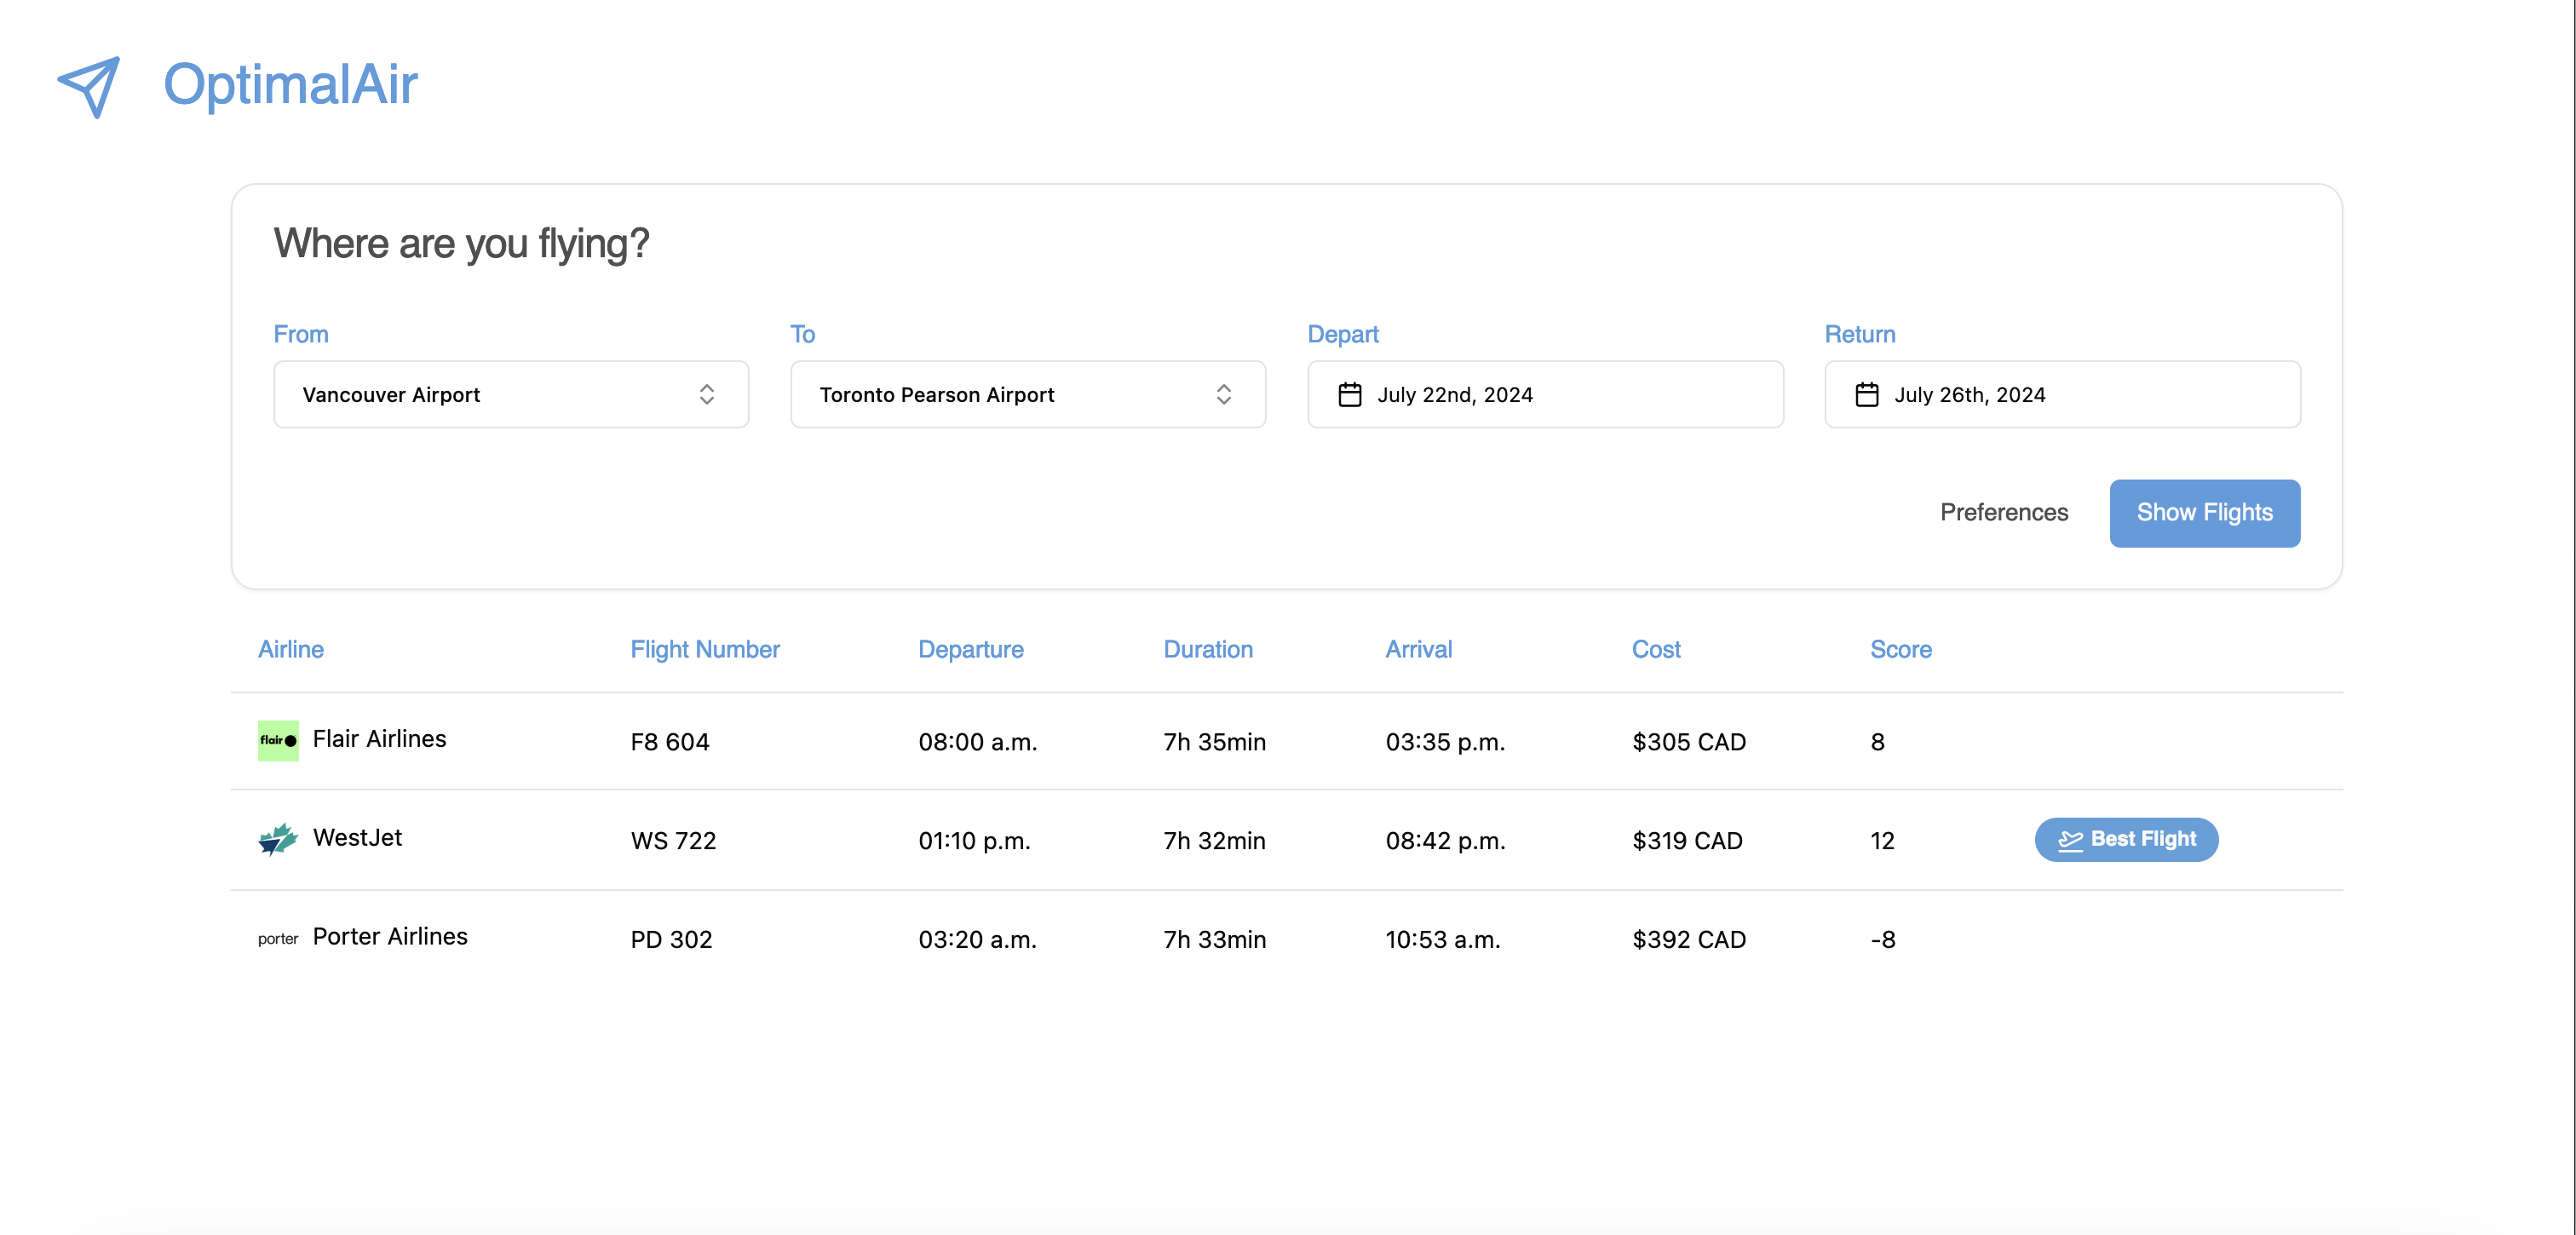 OptimalAir
Where are you flying?
From To Depart Return
Vancouver Airport Toronto Pearson Airport July 22nd, 2024 July 26th, 2024
Preferences Show Flights
Airline Flight Number Departure Duration Arrival Cost Score
flair Flair Airlines F8 604 08:00 a.m. 7h 35min 03:35 p.m. $305 CAD 8
WestJet WS 722 01:10 p.m. 7h 32min 08:42 p.m. $319 CAD 12 Best Flight
porter Porter Airlines PD 302 03:20 a.m. 7h 33min 10:53 a.m. $392 CAD -8